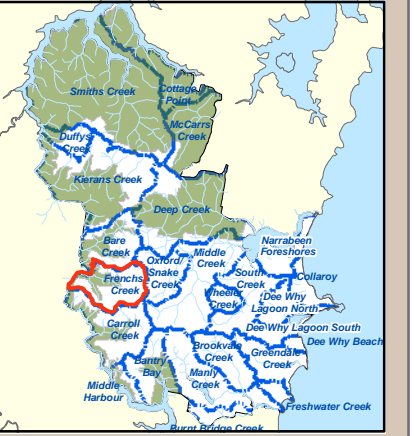 Smiths Creek
Cottage
Point
McCarrs
Creek
Duffys
Creek
Kierans Creek
Deep Creek
Bare
Creek
Narrabeen
Foreshores
Oxford/
Snake
Creek
Middle
Creek
South
Creek
Collaroy
Frenchs
Creek
Wheeler
Creek
Dee Why
Lagoon North
Carroll
Creek
Dee Why Lagoon South
Dee Why Beach
Brookvale
Creek
Greendale
Creek
Bantry
Bay
Manly
Creek
Middle
Harbour
Freshwater Creek
Burnt Bridge Creek